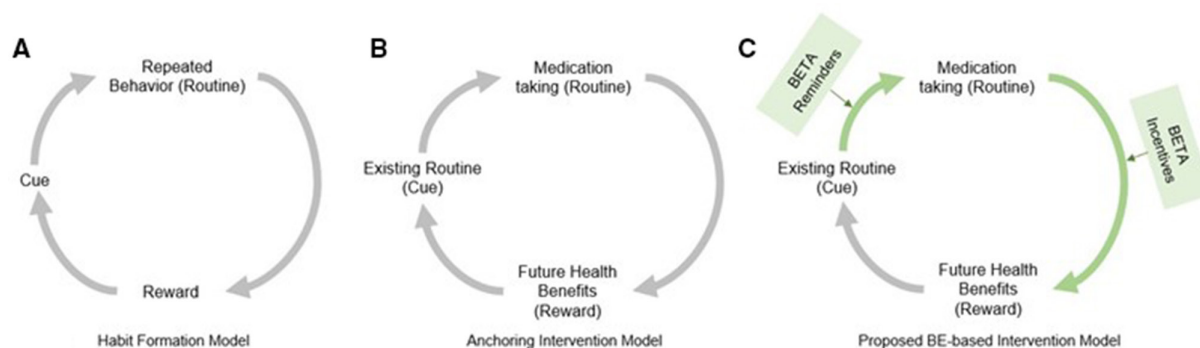 A
Repeated
Behavior (Routine)
Cue
Reward
Habit Formation Model
B
Medication
taking (Routine)
Existing Routine
(Cue)
Future Health
Benefits
(Reward)
Anchoring Intervention Model
C
BETA
Reminders
Medication
taking (Routine)
BETA
Incentives
Existing Routine
(Cue)
Future Health
Benefits
(Reward)
Proposed BE-based Intervention Model